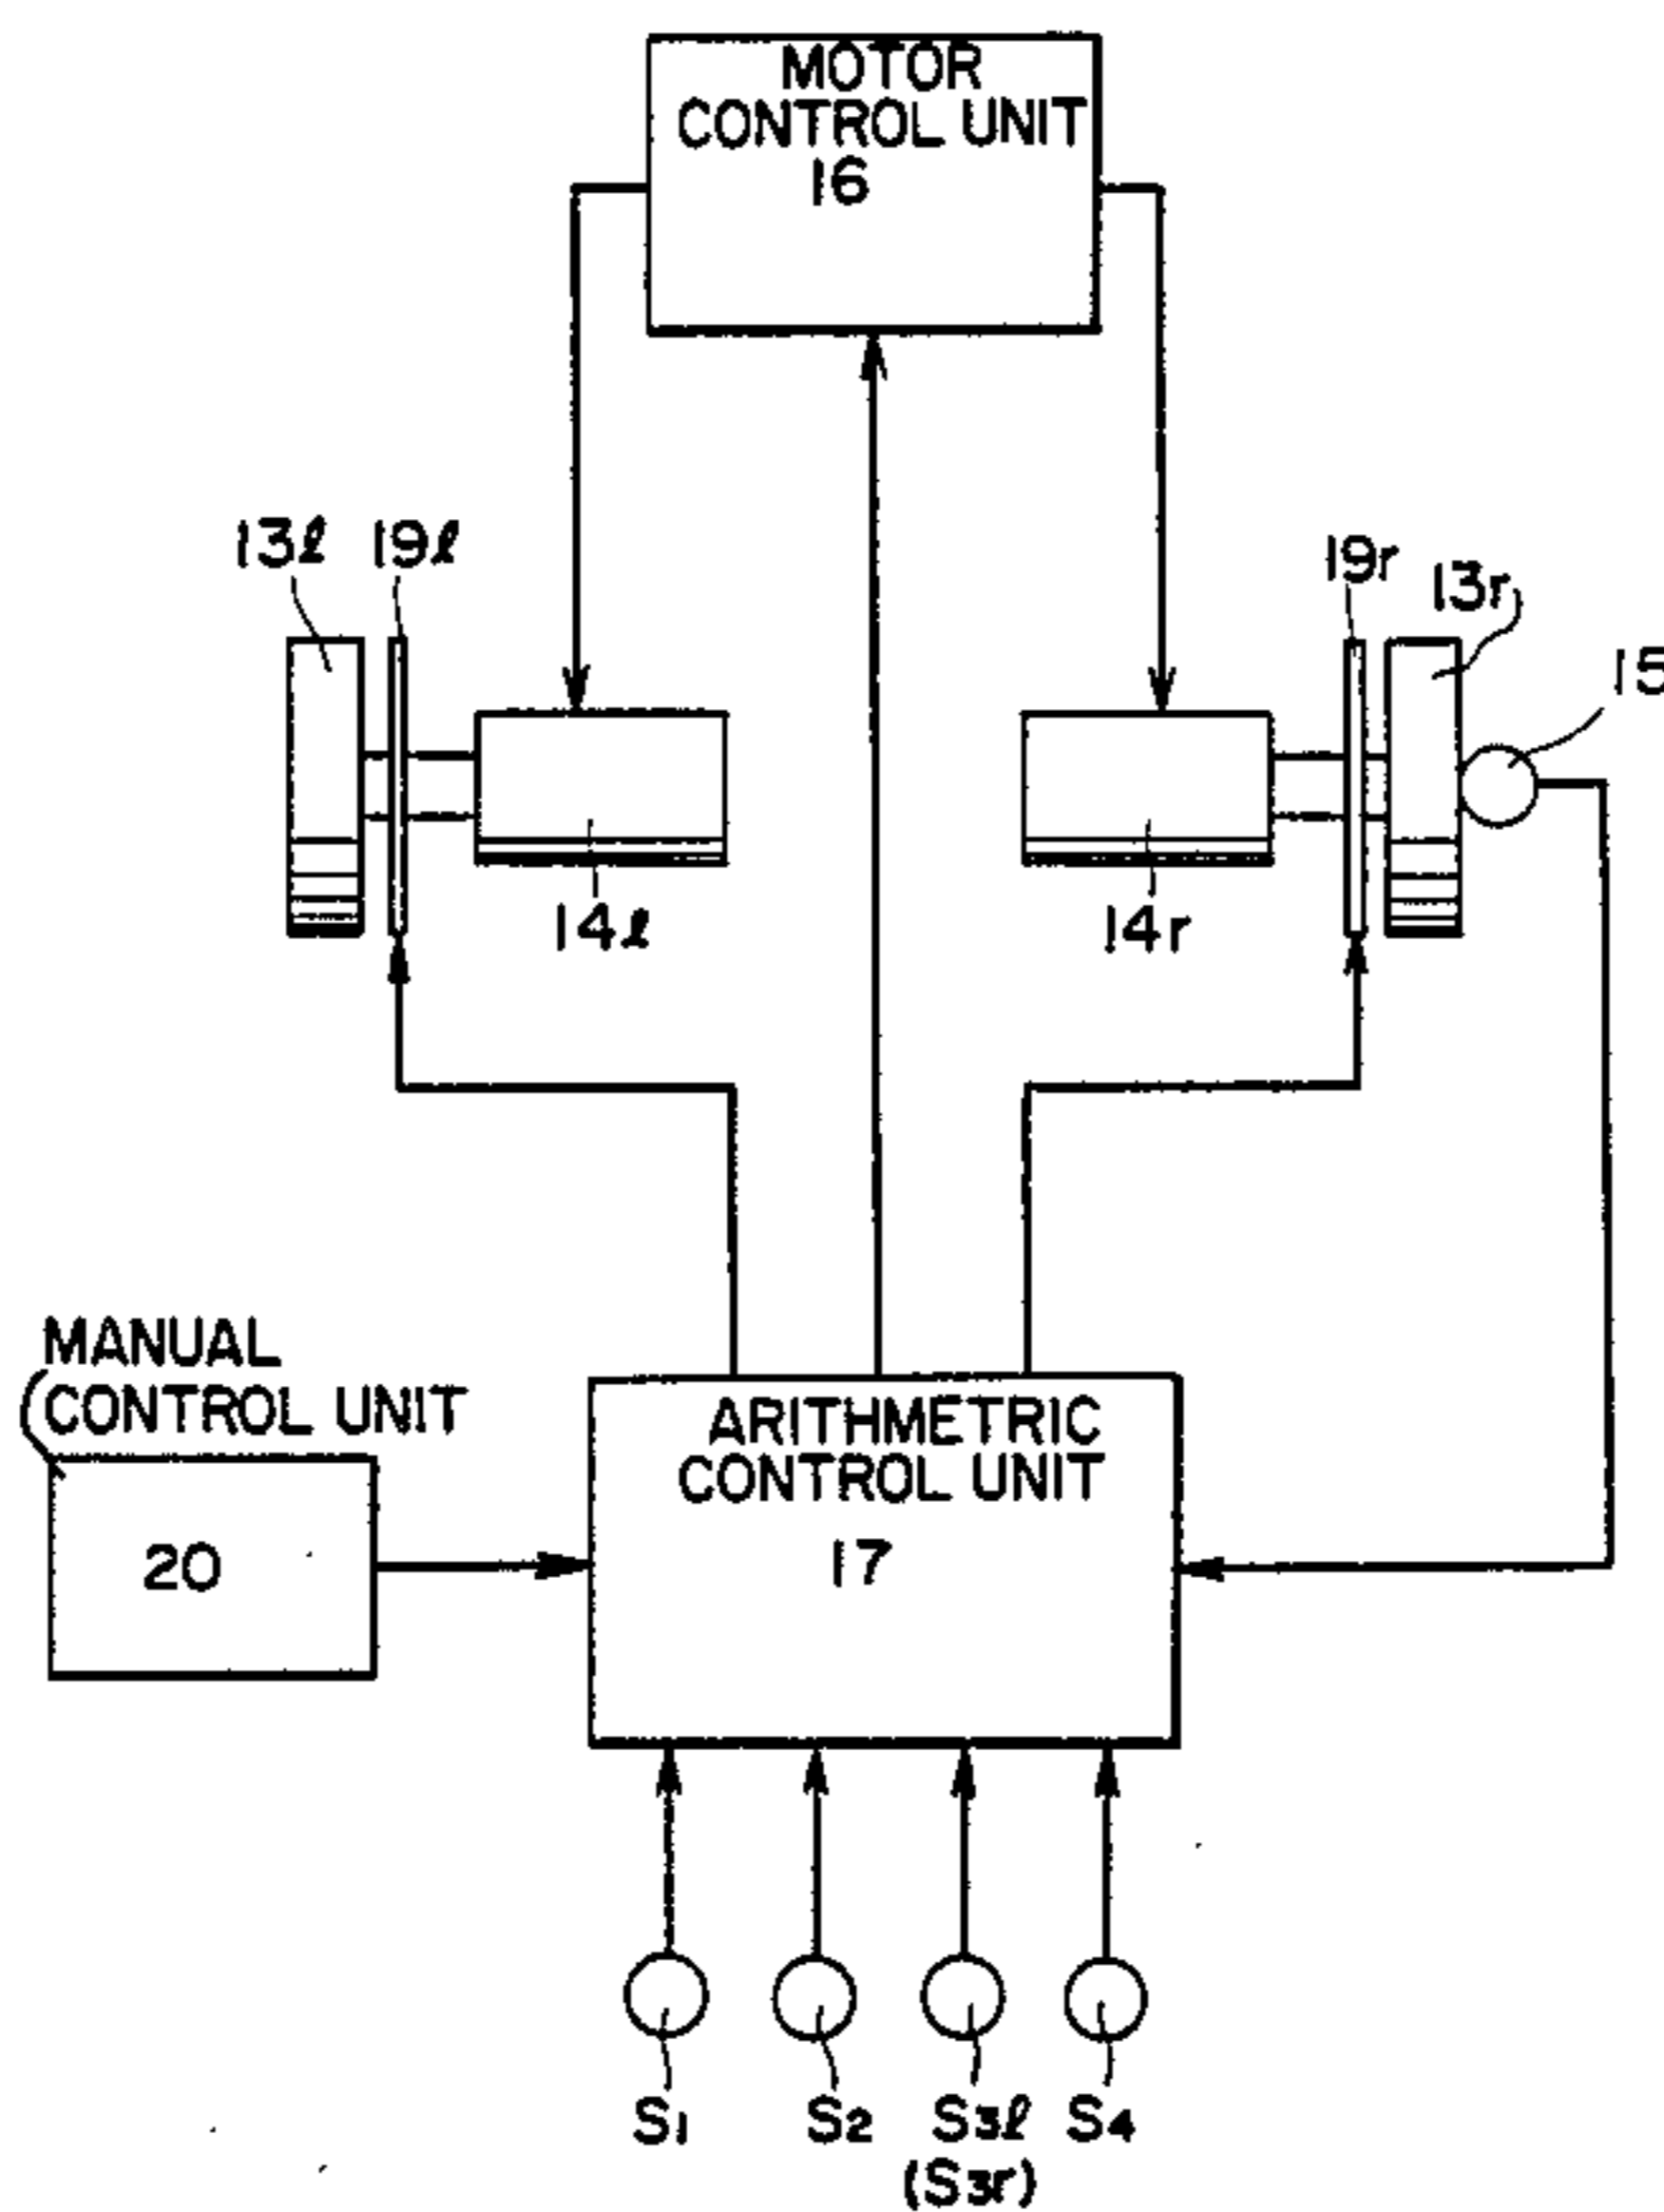 MOTOR
CONTROL UNIT
16
13ℓ
19ℓ
19r
13r
15
14ℓ
14r
MANUAL
CONTROL UNIT
20
ARITHMETRIC
CONTROL UNIT
17
S1
S2
S3ℓ
(S3r)
S4